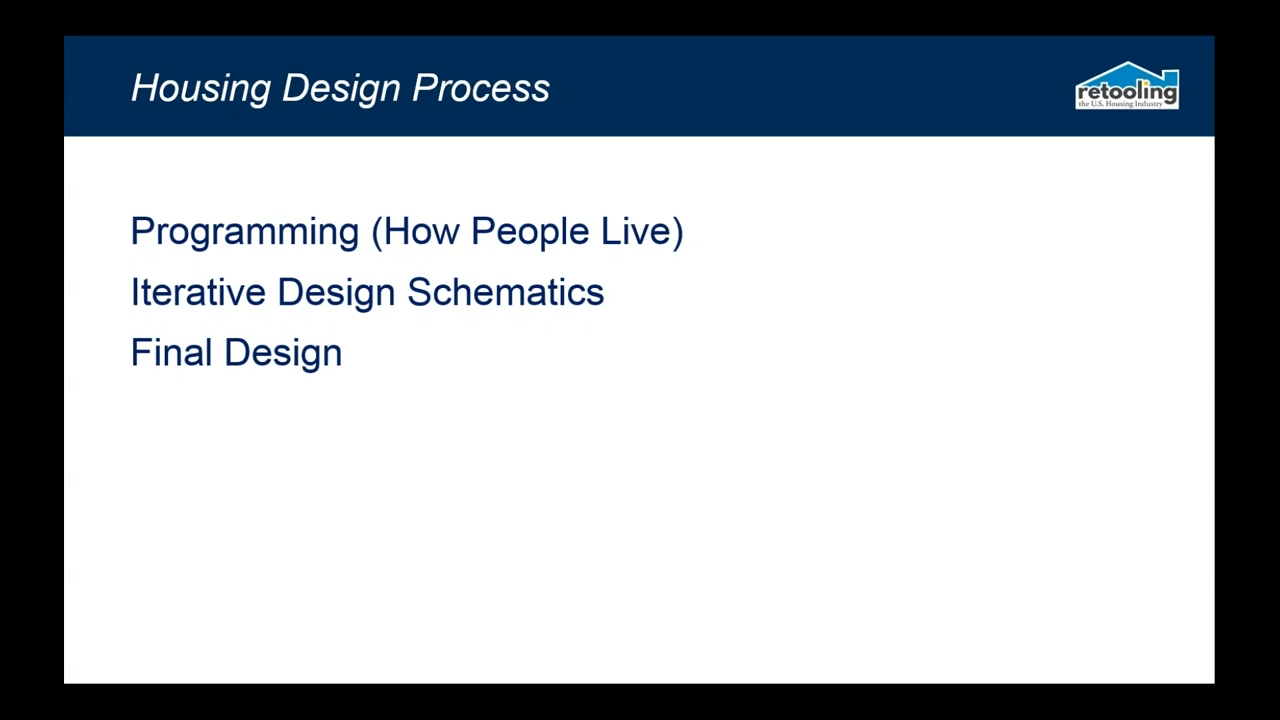 Housing Design Process
retooling
the U.S. Housing Industry
Programming (How People Live)
Iterative Design Schematics
Final Design